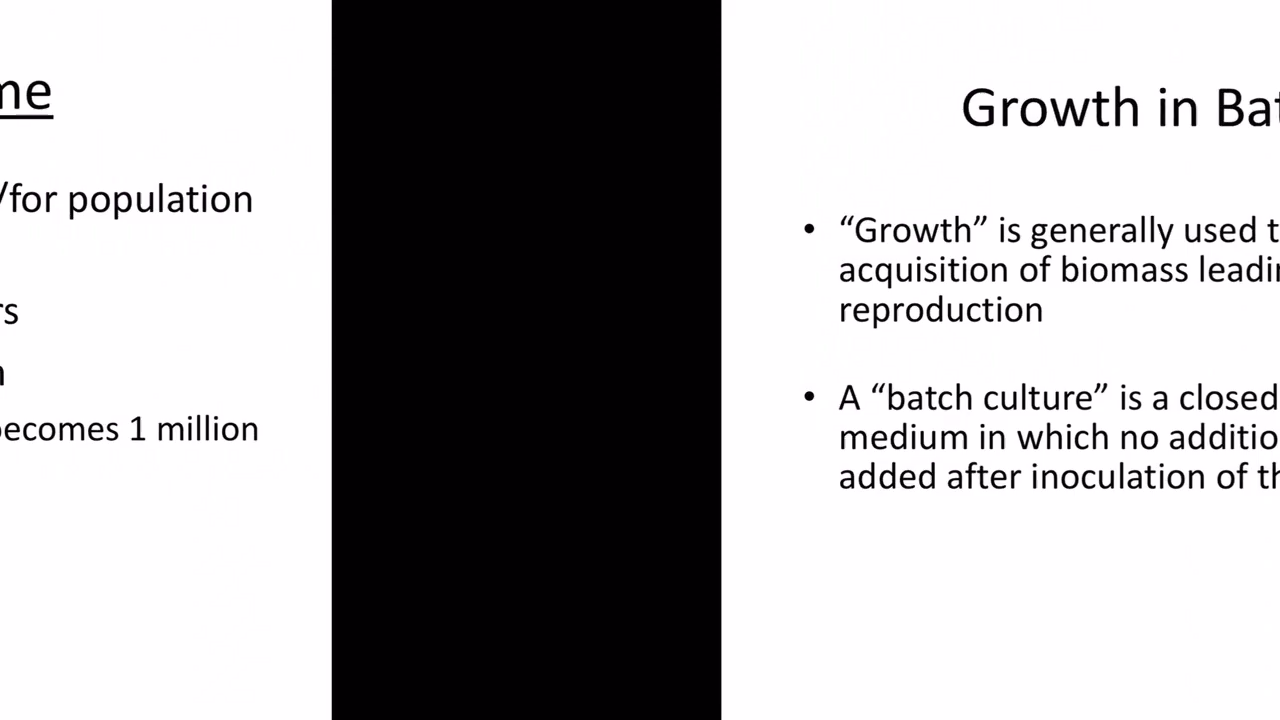 me
/for population
rs
n
becomes 1 million
Growth in Bat
• “Growth” is generally used t
acquisition of biomass leadin
reproduction
• A “batch culture” is a closed
medium in which no additio
added after inoculation of th